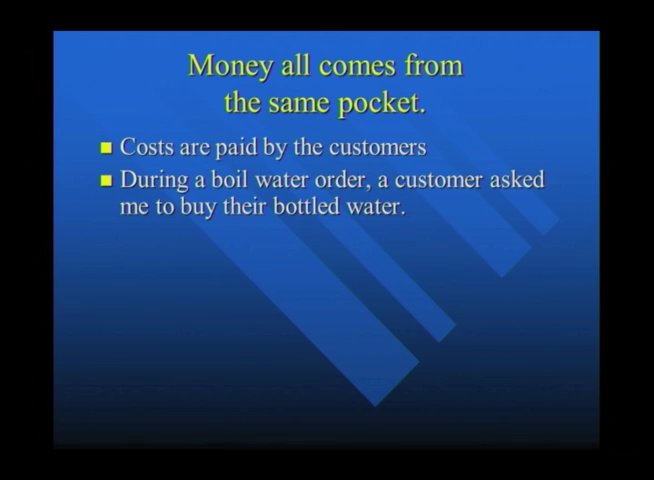 Money all comes from
the same pocket.
Costs are paid by the customers
During a boil water order, a customer asked
me to buy their bottled water.